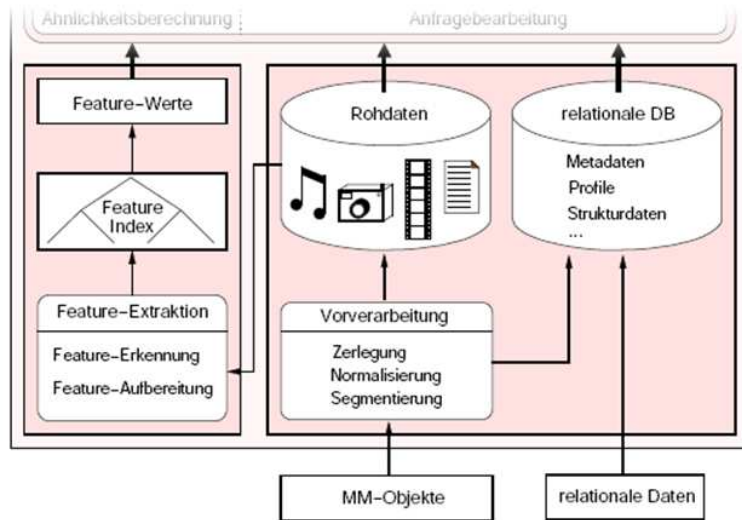 Ähnlichkeitsberechnung
Anfragebearbeitung
Feature-Werte
Feature
Index
Feature-Extraktion
Feature-Erkennung
Feature-Aufbereitung
Rohdaten
relationale DB
Metadaten
Profile
Strukturdaten
...
Vorverarbeitung
Zerlegung
Normalisierung
Segmentierung
MM-Objekte
relationale Daten